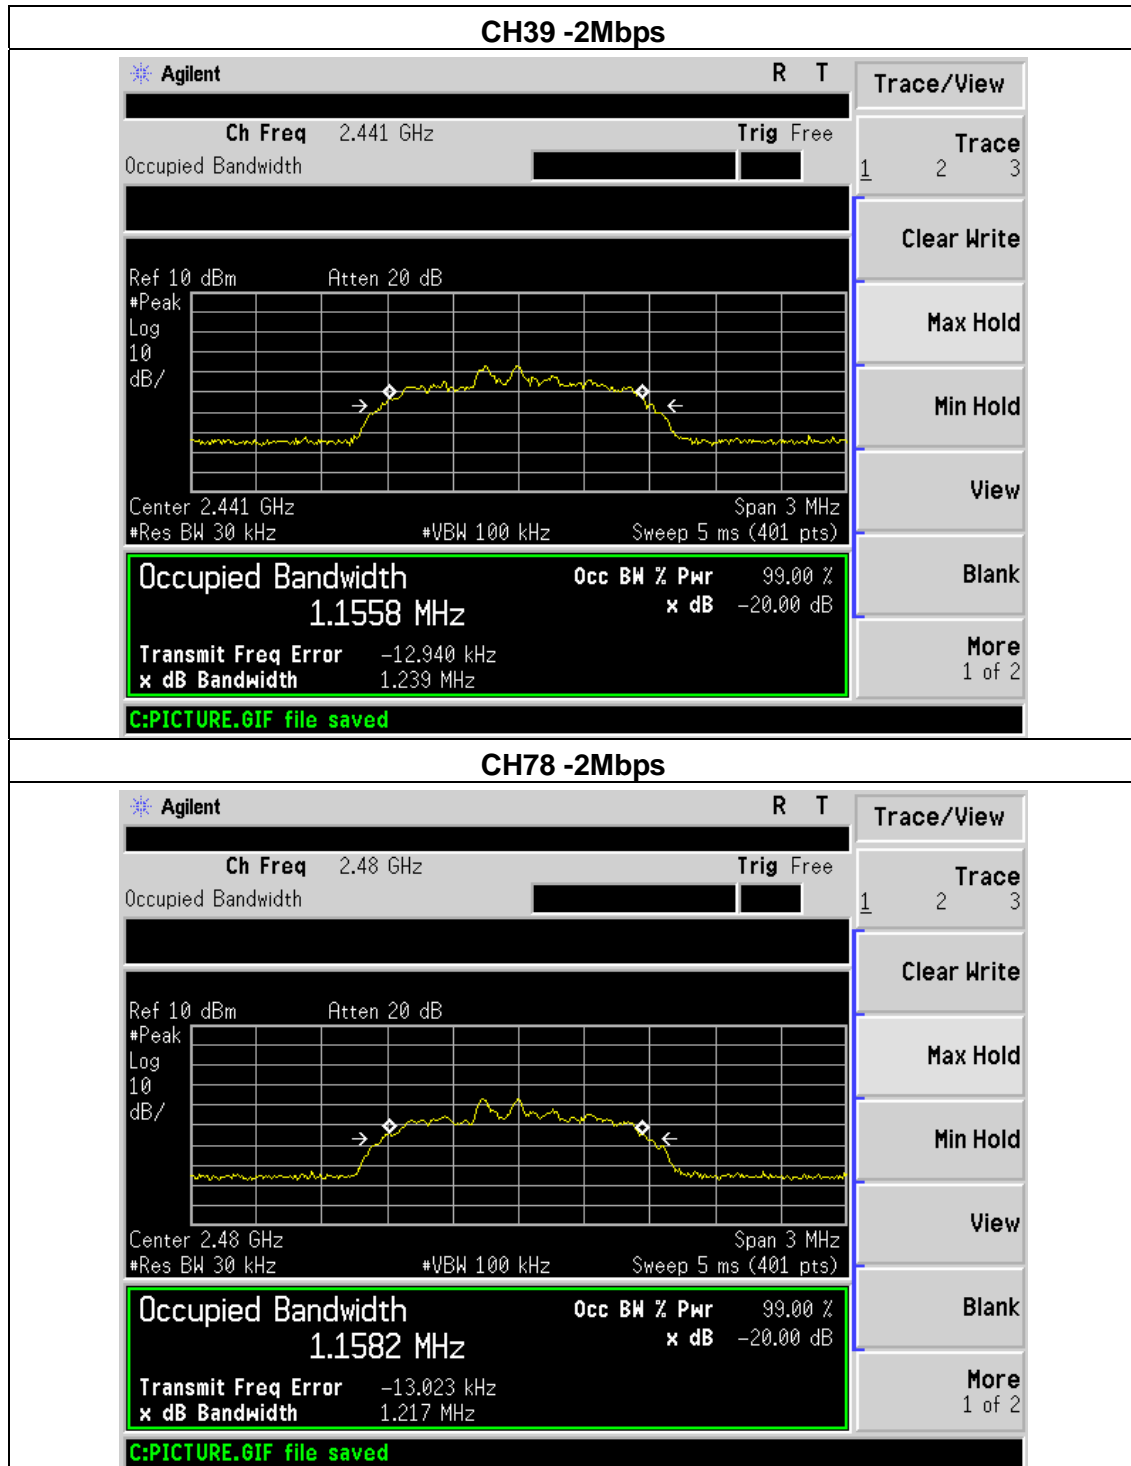 CH39 -2Mbps
Agilent R T
Trace/View
Ch Freq 2.441 GHz Trig Free
Occupied Bandwidth
Trace
1 2 3
Clear Write
Ref 10 dBm Atten 20 dB
#Peak
Log
10
dB/
Max Hold
Min Hold
View
Center 2.441 GHz Span 3 MHz
#Res BW 30 kHz #VBW 100 kHz Sweep 5 ms (401 pts)
Occupied Bandwidth Occ BW % Pwr 99.00 %
1.1558 MHz x dB -20.00 dB
Blank
Transmit Freq Error -12.940 kHz
x dB Bandwidth 1.239 MHz
More
1 of 2
C:PICTURE.GIF file saved
CH78 -2Mbps
Agilent R T
Trace/View
Ch Freq 2.48 GHz Trig Free
Occupied Bandwidth
Trace
1 2 3
Clear Write
Ref 10 dBm Atten 20 dB
#Peak
Log
10
dB/
Max Hold
Min Hold
View
Center 2.48 GHz Span 3 MHz
#Res BW 30 kHz #VBW 100 kHz Sweep 5 ms (401 pts)
Occupied Bandwidth Occ BW % Pwr 99.00 %
1.1582 MHz x dB -20.00 dB
Blank
Transmit Freq Error -13.023 kHz
x dB Bandwidth 1.217 MHz
More
1 of 2
C:PICTURE.GIF file saved